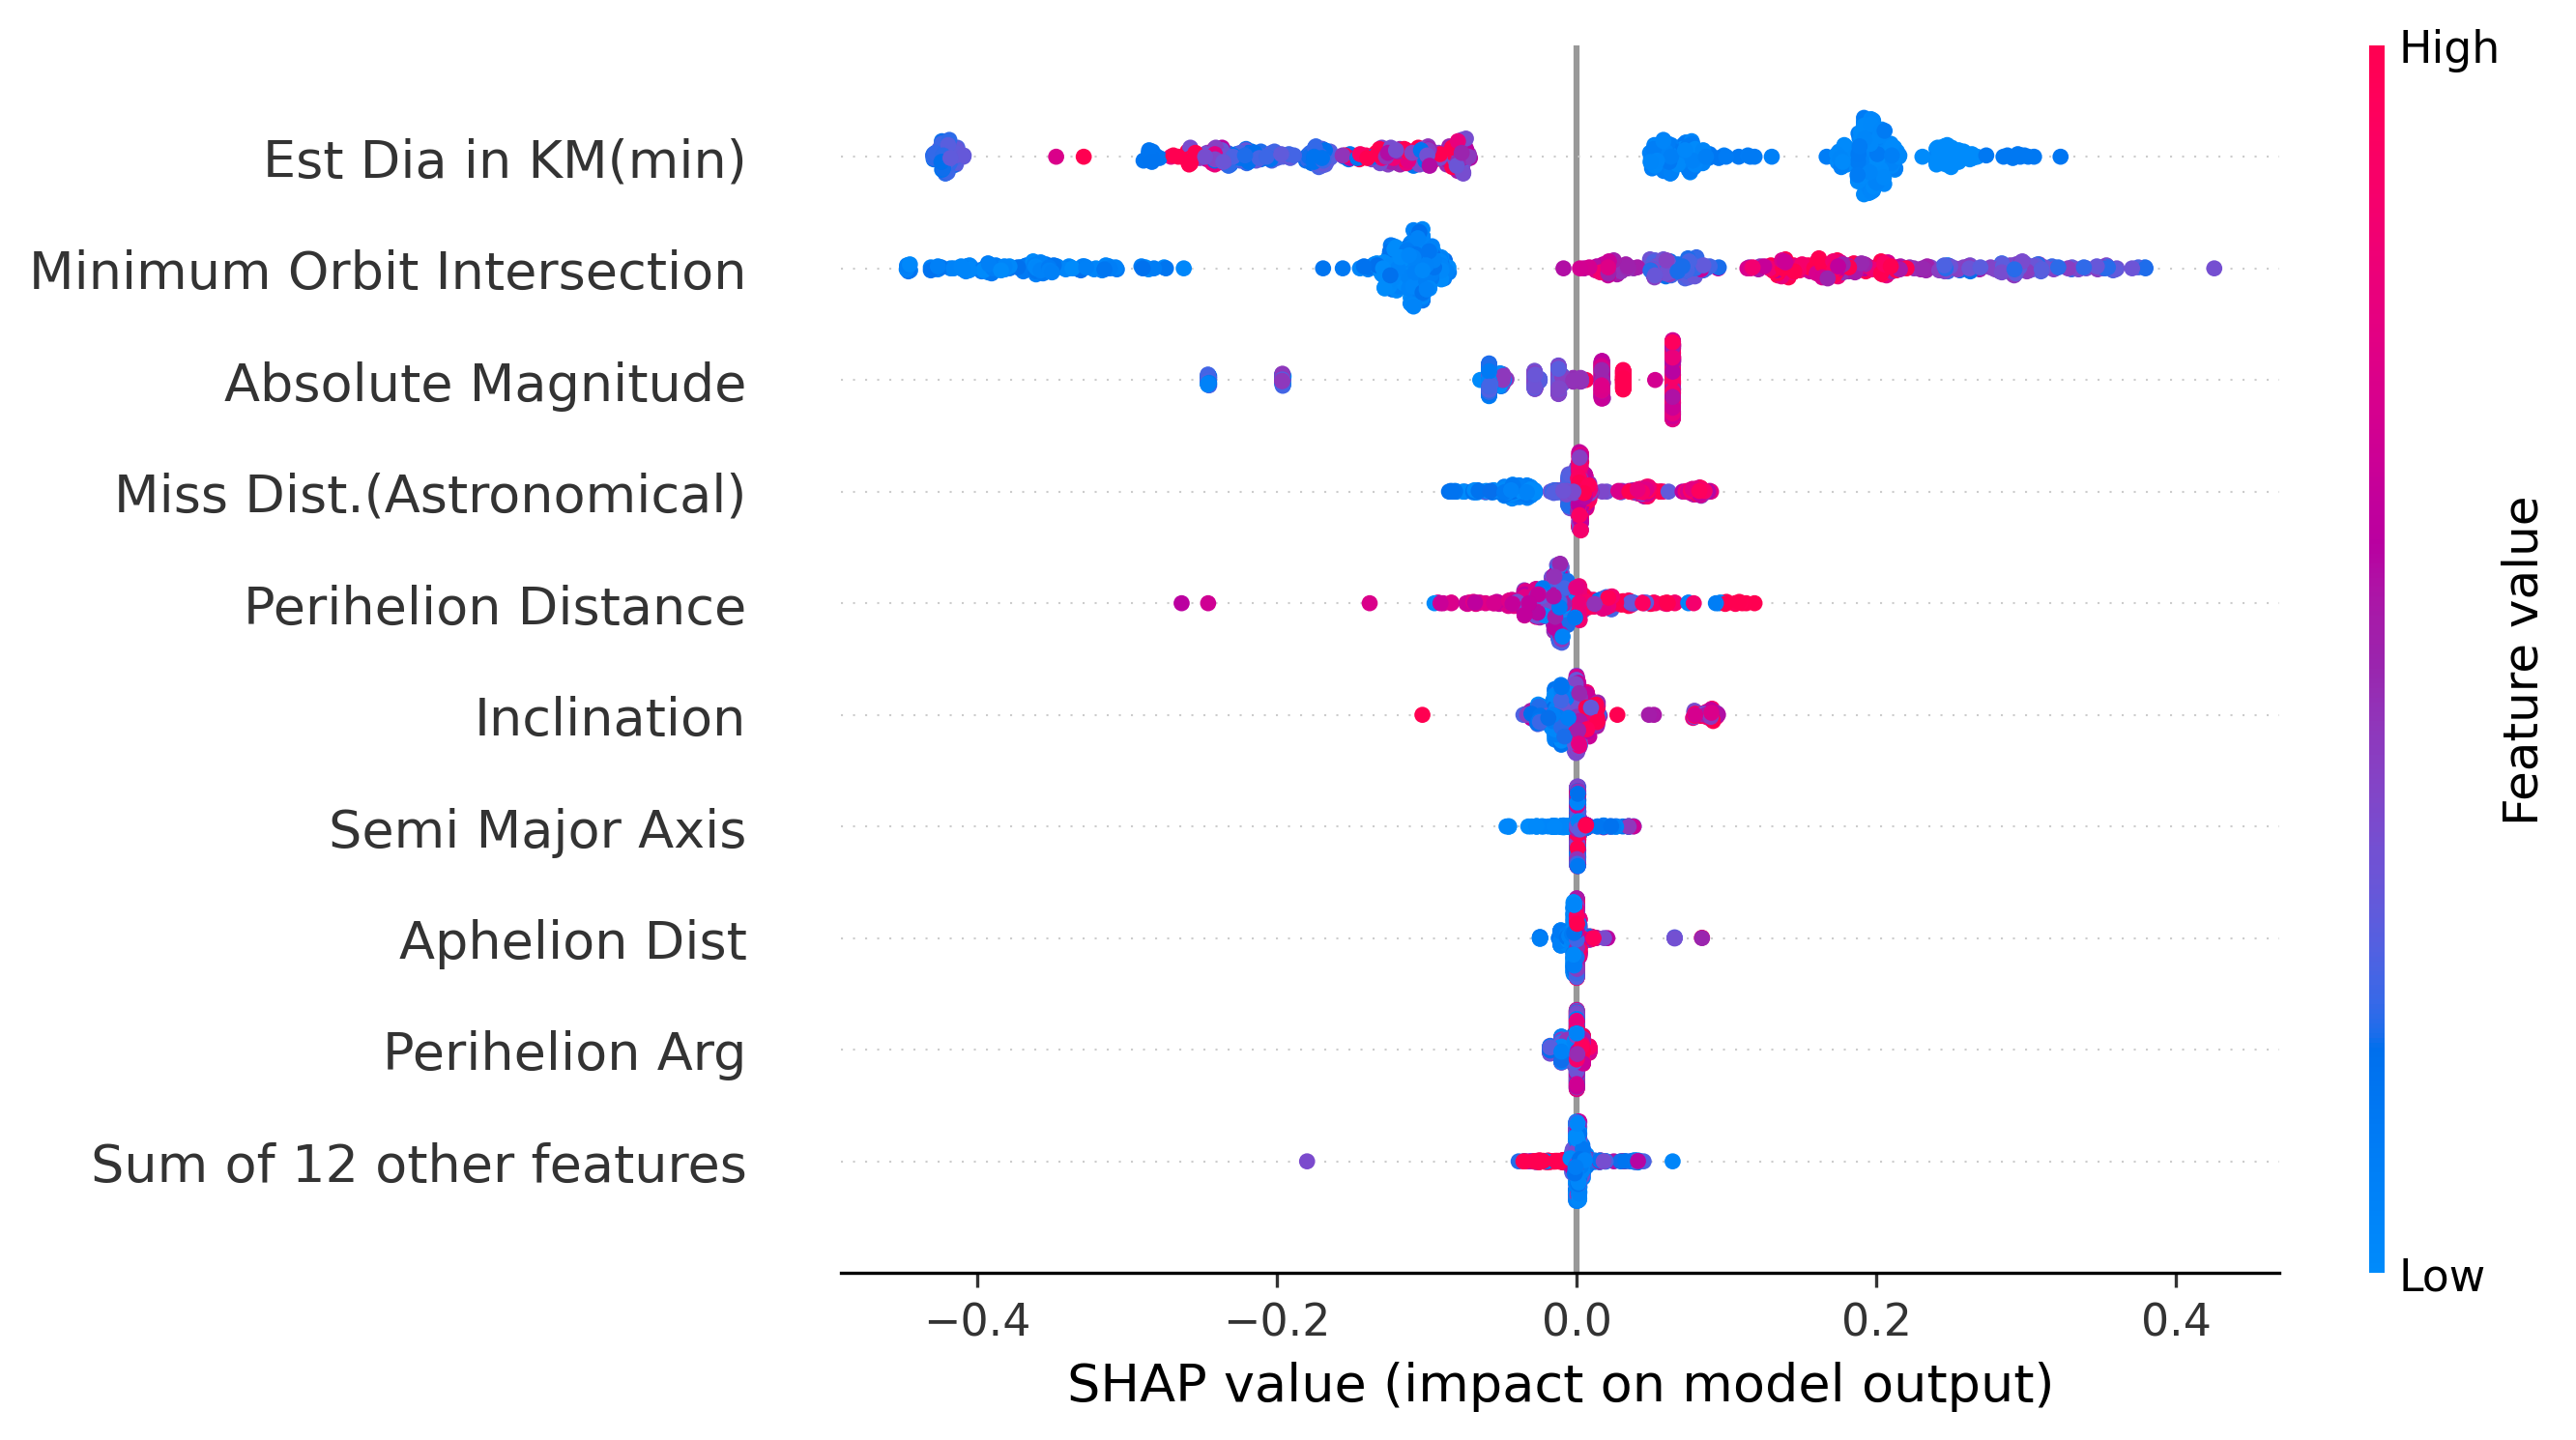 High
Est Dia in KM(min)
Minimum Orbit Intersection
Absolute Magnitude
Miss Dist.(Astronomical)
Perihelion Distance
Inclination
Semi Major Axis
Aphelion Dist
Perihelion Arg
Sum of 12 other features
Feature value
Low
−0.4 −0.2 0.0 0.2 0.4
SHAP value (impact on model output)